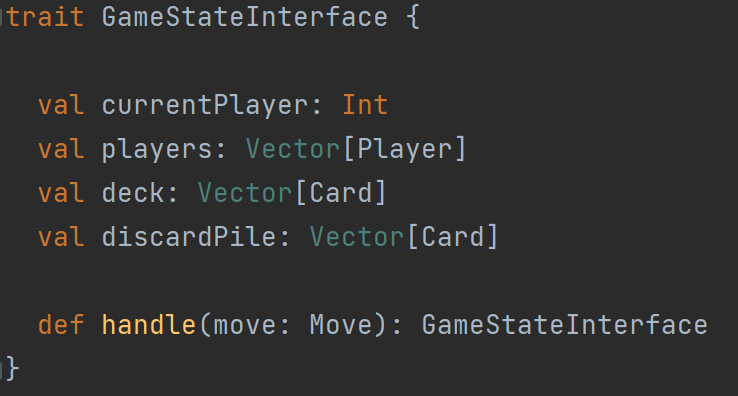 trait GameStateInterface {
val currentPlayer: Int
val players: Vector[Player]
val deck: Vector[Card]
val discardPile: Vector[Card]
def handle(move: Move): GameStateInterface
}